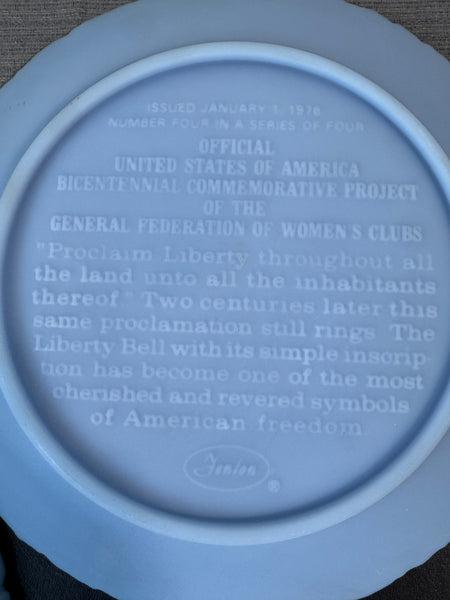 ISSUED JANUARY 1, 1976
NUMBER FOUR IN A SERIES OF FOUR
OFFICIAL
UNITED STATES OF AMERICA
BICENTENNIAL COMMEMORATIVE PROJECT
OF THE
GENERAL FEDERATION OF WOMEN'S CLUBS
"Proclaim Liberty throughout all
the land unto all the inhabitants
thereof." Two centuries later this
same proclamation still rings. The
Liberty Bell with its simple inscrip-
tion has become one of the most
cherished and revered symbols
of American freedom.
Fenton
®